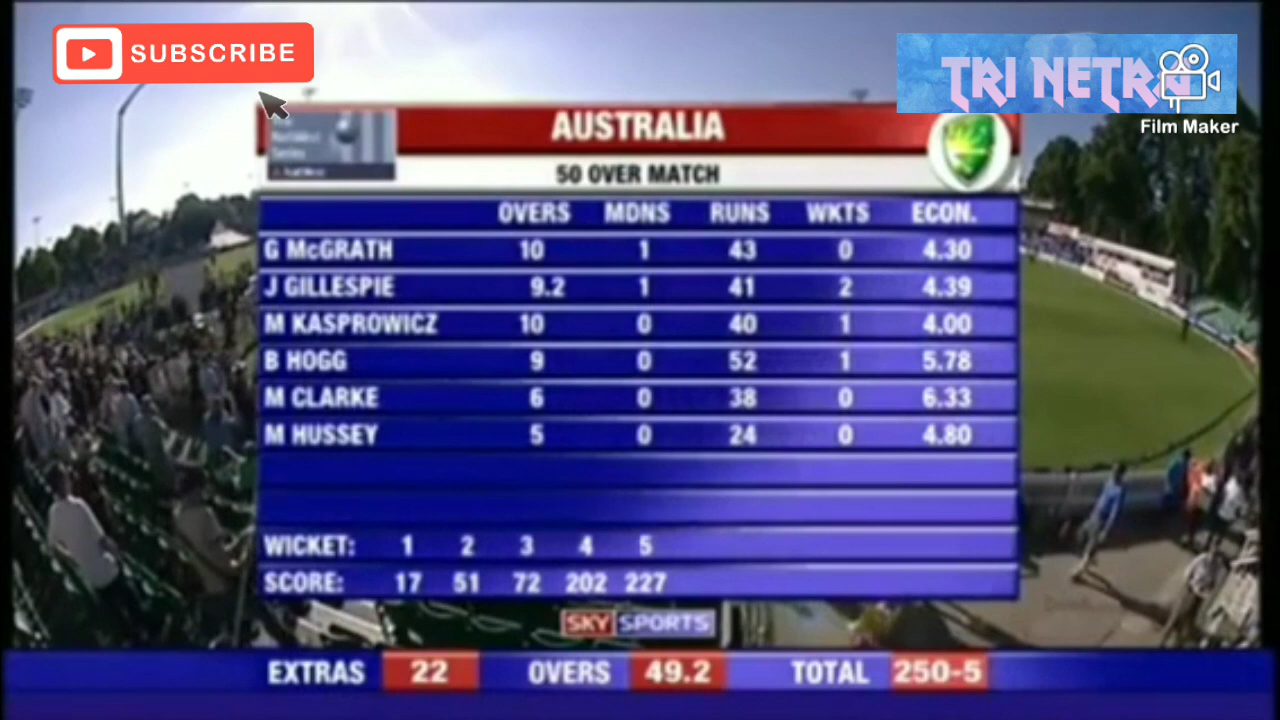 SUBSCRIBE
TRI NETRA
Film Maker
AUSTRALIA
50 OVER MATCH
OVERS MDNS RUNS WKTS ECON.
G McGRATH 10 1 43 0 4.30
J GILLESPIE 9.2 1 41 2 4.39
M KASPROWICZ 10 0 40 1 4.00
B HOGG 9 0 52 1 5.78
M CLARKE 6 0 38 0 6.33
M HUSSEY 5 0 24 0 4.80
WICKET: 1 2 3 4 5
SCORE: 17 51 72 202 227
SKY SPORTS
EXTRAS 22 OVERS 49.2 TOTAL 250-5